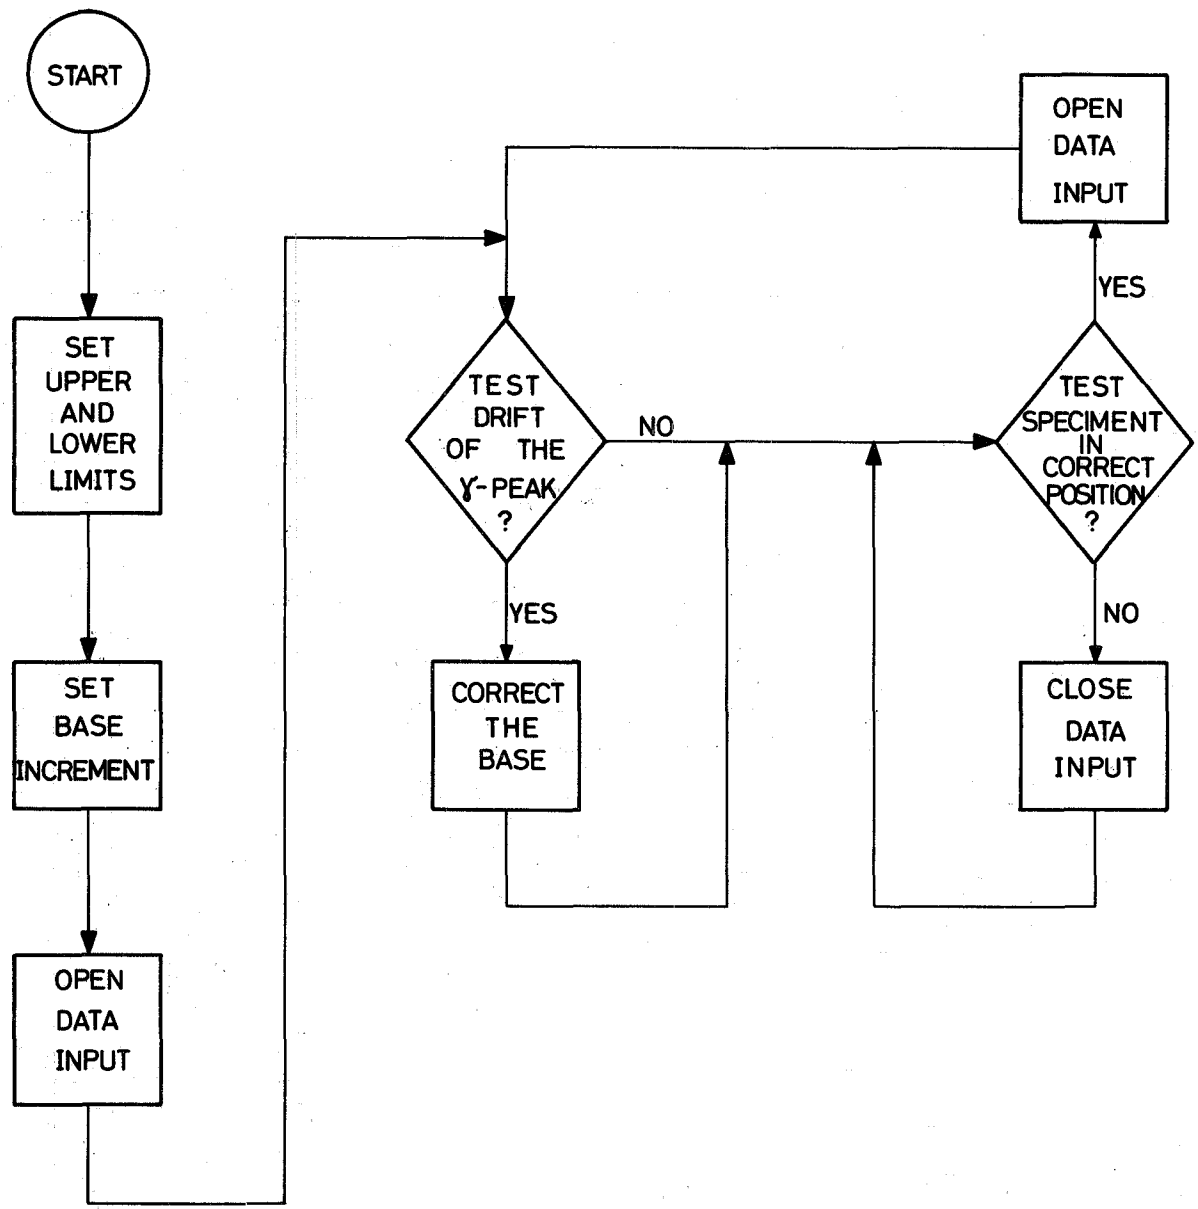 START
SET
UPPER
AND
LOWER
LIMITS
SET
BASE
INCREMENT
OPEN
DATA
INPUT
TEST
DRIFT
OF THE
γ-PEAK
?
NO
YES
CORRECT
THE
BASE
OPEN
DATA
INPUT
YES
TEST
SPECIMENT
IN
CORRECT
POSITION
?
NO
CLOSE
DATA
INPUT